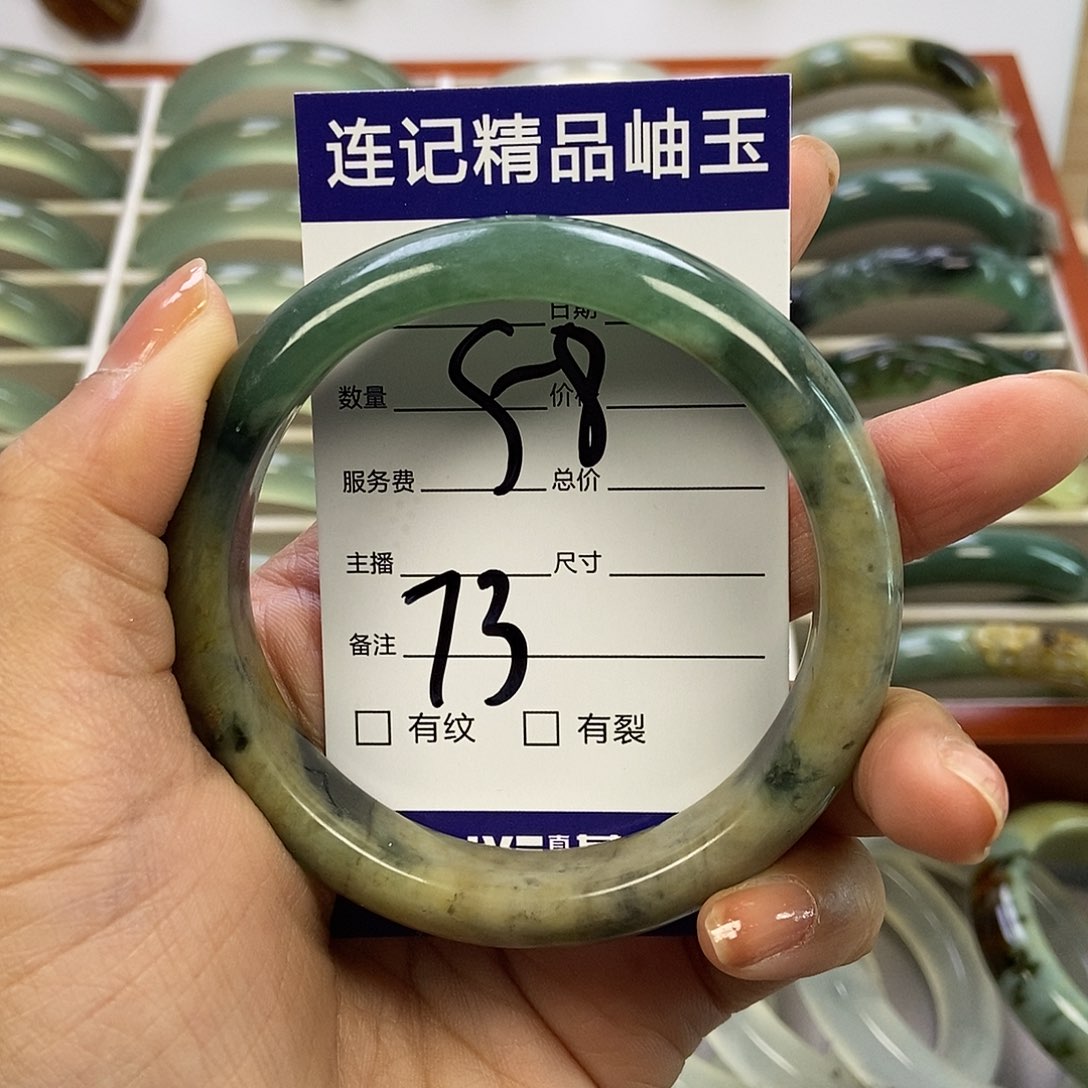 连记精品岫玉
日期
58
数量 价
服务费 总价
主播 尺寸
73
备注
□ 有纹 □ 有裂
直